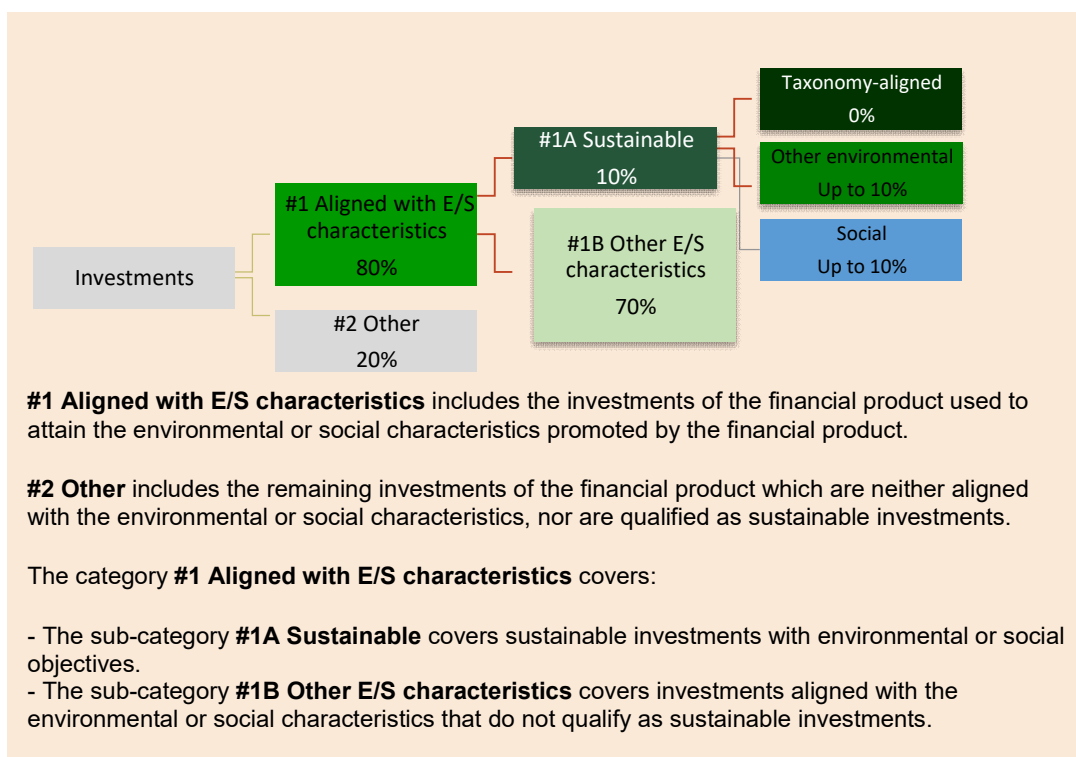 Investments
#1 Aligned with E/S
characteristics
80%
#2 Other
20%
#1A Sustainable
10%
#1B Other E/S
characteristics
70%
Taxonomy-aligned
0%
Other environmental
Up to 10%
Social
Up to 10%
#1 Aligned with E/S characteristics includes the investments of the financial product used to
attain the environmental or social characteristics promoted by the financial product.
#2 Other includes the remaining investments of the financial product which are neither aligned
with the environmental or social characteristics, nor are qualified as sustainable investments.
The category #1 Aligned with E/S characteristics covers:
- The sub-category #1A Sustainable covers sustainable investments with environmental or social
objectives.
- The sub-category #1B Other E/S characteristics covers investments aligned with the
environmental or social characteristics that do not qualify as sustainable investments.